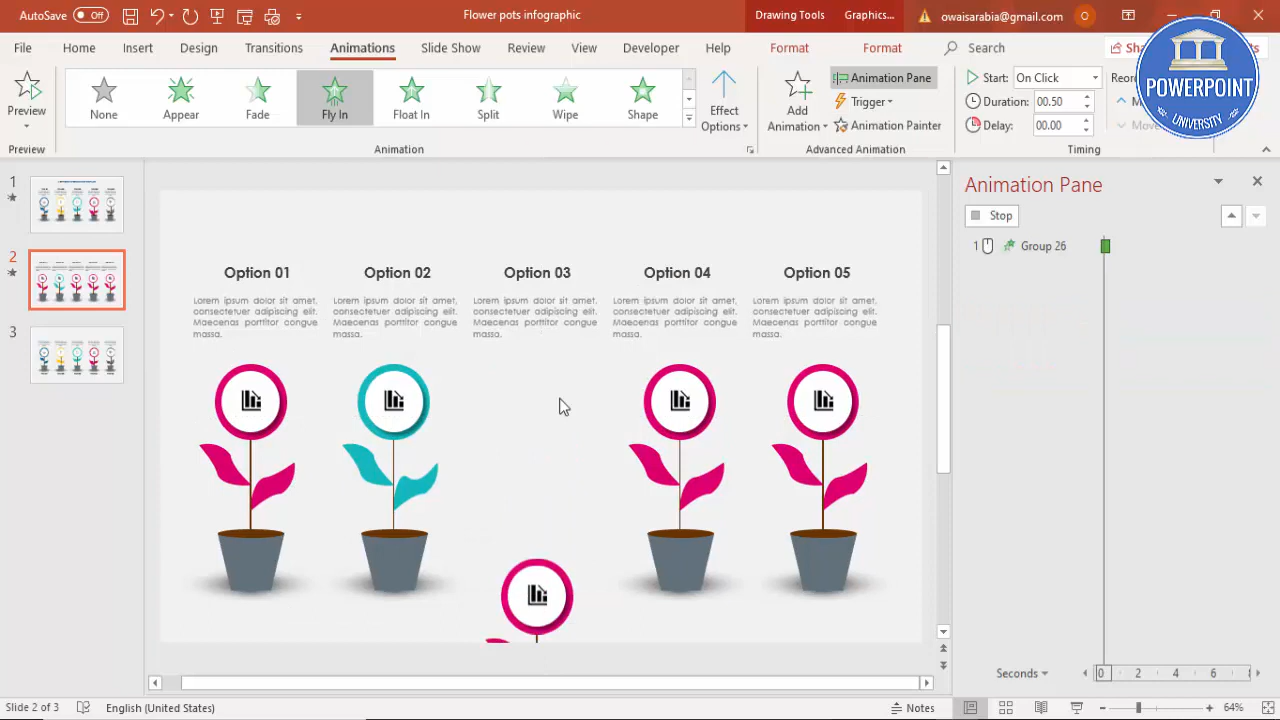 AutoSave Off
Flower pots infographic
Drawing Tools
Graphics...
owaisarabia@gmail.com
O
File
Home
Insert
Design
Transitions
Animations
Slide Show
Review
View
Developer
Help
Format
Format
Search
POWERPOINT
UNIVERSITY
Preview
None
Appear
Fade
Fly In
Float In
Split
Wipe
Shape
Effect
Options
Add
Animation
Animation Pane
Trigger
Animation Painter
Start: On Click
Duration: 00.50
Delay: 00.00
Preview
Animation
Advanced Animation
Timing
1
2
3
Option 01
Option 02
Option 03
Option 04
Option 05
Lorem ipsum dolor sit amet,
consectetuer adipiscing elit.
Maecenas porttitor congue
massa.
Lorem ipsum dolor sit amet,
consectetuer adipiscing elit.
Maecenas porttitor congue
massa.
Lorem ipsum dolor sit amet,
consectetuer adipiscing elit.
Maecenas porttitor congue
massa.
Lorem ipsum dolor sit amet,
consectetuer adipiscing elit.
Maecenas porttitor congue
massa.
Lorem ipsum dolor sit amet,
consectetuer adipiscing elit.
Maecenas porttitor congue
massa.
Animation Pane
Stop
1 Group 26
Seconds
0 2 4 6
Slide 2 of 3
English (United States)
Notes
64%